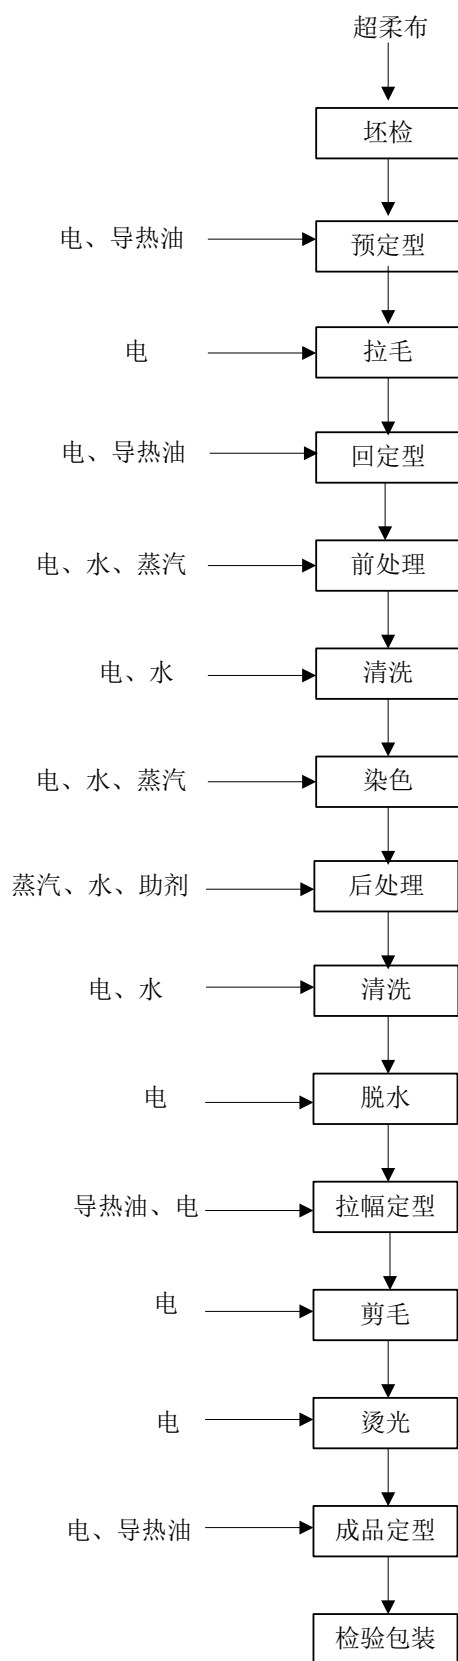 超柔布
坯检
电、导热油
预定型
电
拉毛
电、导热油
回定型
电、水、蒸汽
前处理
电、水
清洗
电、水、蒸汽
染色
蒸汽、水、助剂
后处理
电、水
清洗
电
脱水
导热油、电
拉幅定型
电
剪毛
电
烫光
电、导热油
成品定型
检验包装